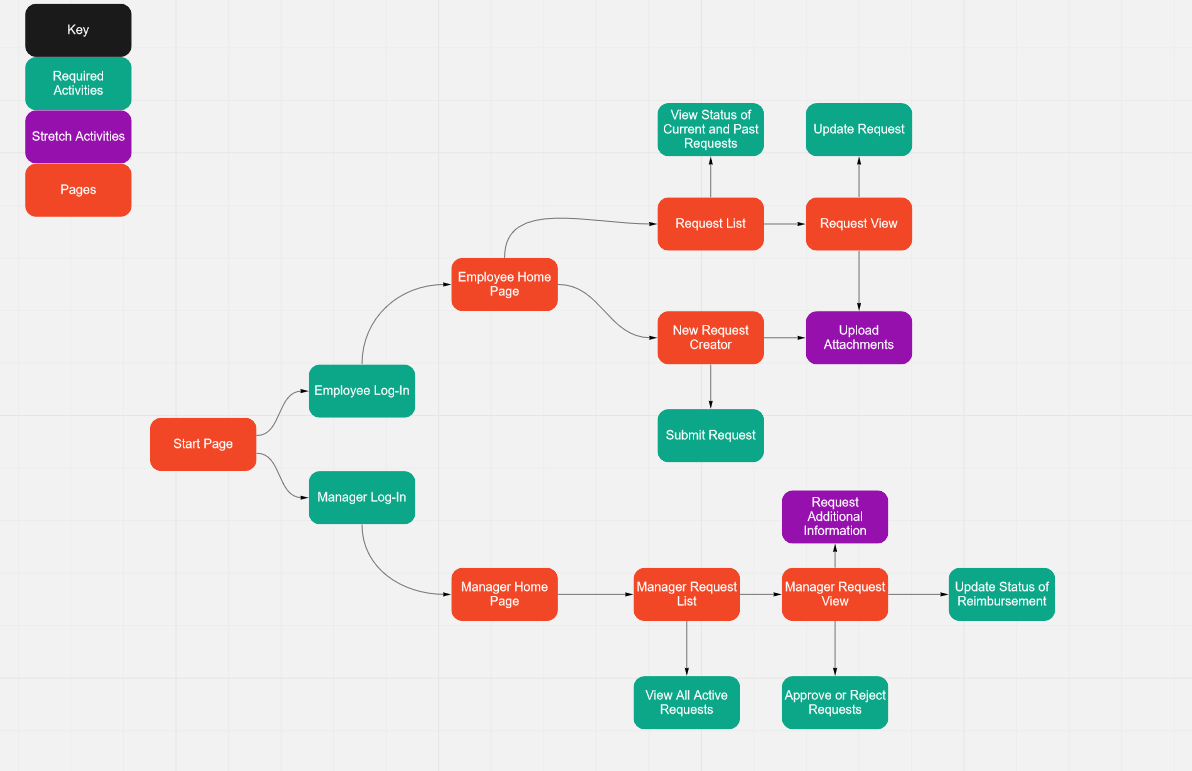 Key
Required
Activities
Stretch Activities
Pages
View Status of
Current and Past
Requests
Update Request
Request List
Request View
Employee Home
Page
New Request
Creator
Upload
Attachments
Employee Log-In
Start Page
Submit Request
Manager Log-In
Request
Additional
Information
Manager Home
Page
Manager Request
List
Manager Request
View
Update Status of
Reimbursement
View All Active
Requests
Approve or Reject
Requests